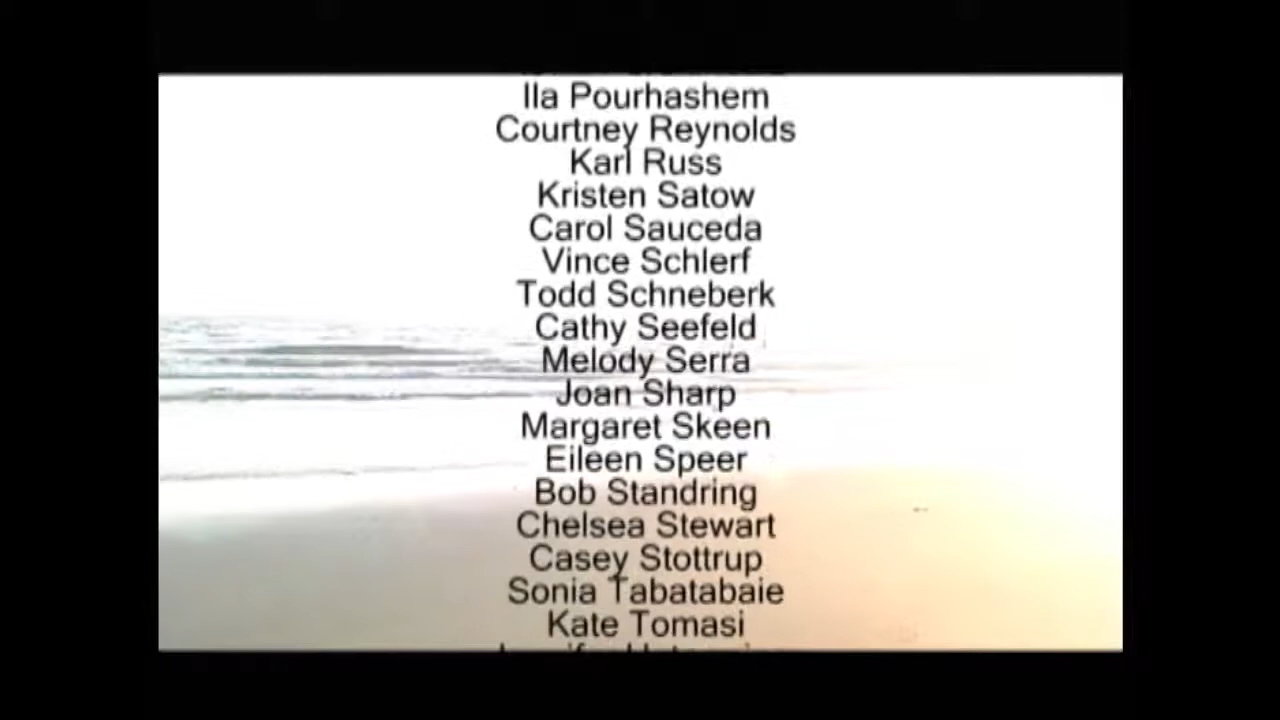 Ila Pourhashem
Courtney Reynolds
Karl Russ
Kristen Satow
Carol Sauceda
Vince Schlerf
Todd Schneberk
Cathy Seefeld
Melody Serra
Joan Sharp
Margaret Skeen
Eileen Speer
Bob Standring
Chelsea Stewart
Casey Stottrup
Sonia Tabatabaie
Kate Tomasi